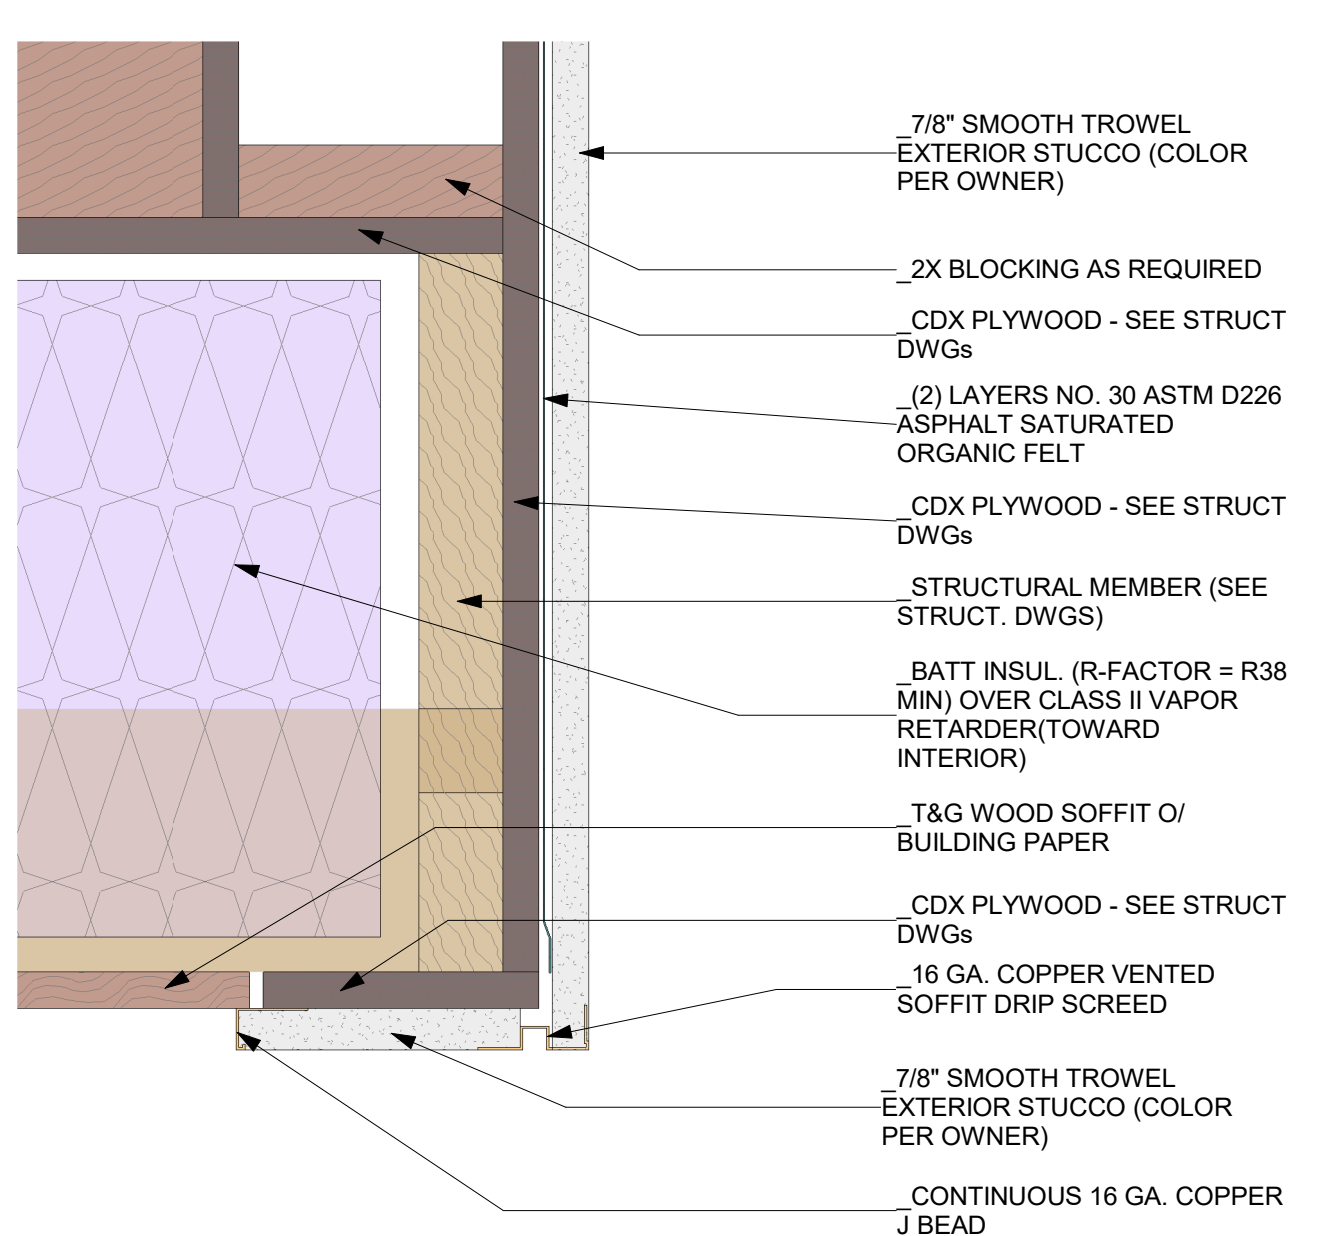 _7/8" SMOOTH TROWEL
EXTERIOR STUCCO (COLOR
PER OWNER)
_2X BLOCKING AS REQUIRED
_CDX PLYWOOD - SEE STRUCT
DWGs
_(2) LAYERS NO. 30 ASTM D226
ASPHALT SATURATED
ORGANIC FELT
_CDX PLYWOOD - SEE STRUCT
DWGs
_STRUCTURAL MEMBER (SEE
STRUCT. DWGS)
_BATT INSUL. (R-FACTOR = R38
MIN) OVER CLASS II VAPOR
RETARDER(TOWARD
INTERIOR)
_T&G WOOD SOFFIT O/
BUILDING PAPER
_CDX PLYWOOD - SEE STRUCT
DWGs
_16 GA. COPPER VENTED
SOFFIT DRIP SCREED
_7/8" SMOOTH TROWEL
EXTERIOR STUCCO (COLOR
PER OWNER)
_CONTINUOUS 16 GA. COPPER
J BEAD